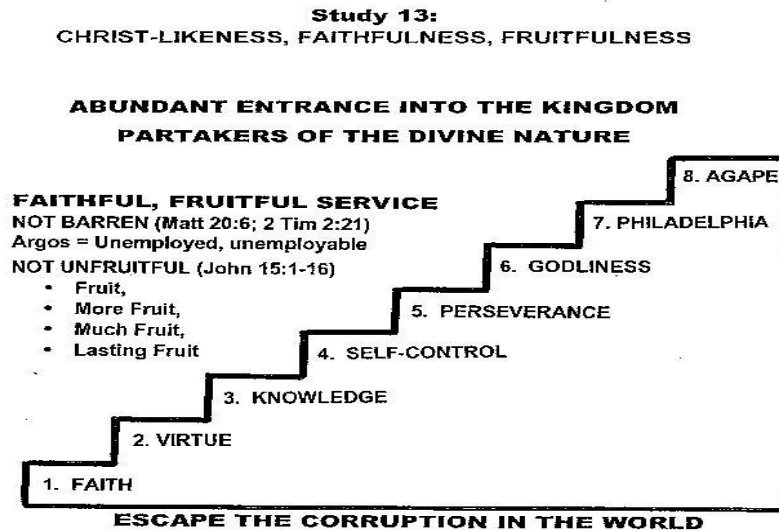 Study 13:
CHRIST-LIKENESS, FAITHFULNESS, FRUITFULNESS
ABUNDANT ENTRANCE INTO THE KINGDOM
PARTAKERS OF THE DIVINE NATURE
8. AGAPE
FAITHFUL, FRUITFUL SERVICE
7. PHILADELPHIA
NOT BARREN (Matt 20:6; 2 Tim 2:21)
Argos = Unemployed, unemployable
NOT UNFRUITFUL (John 15:1-16)
6. GODLINESS
• Fruit,
• More Fruit,
5. PERSEVERANCE
• Much Fruit,
• Lasting Fruit
4. SELF-CONTROL
3. KNOWLEDGE
2. VIRTUE
1. FAITH
ESCAPE THE CORRUPTION IN THE WORLD